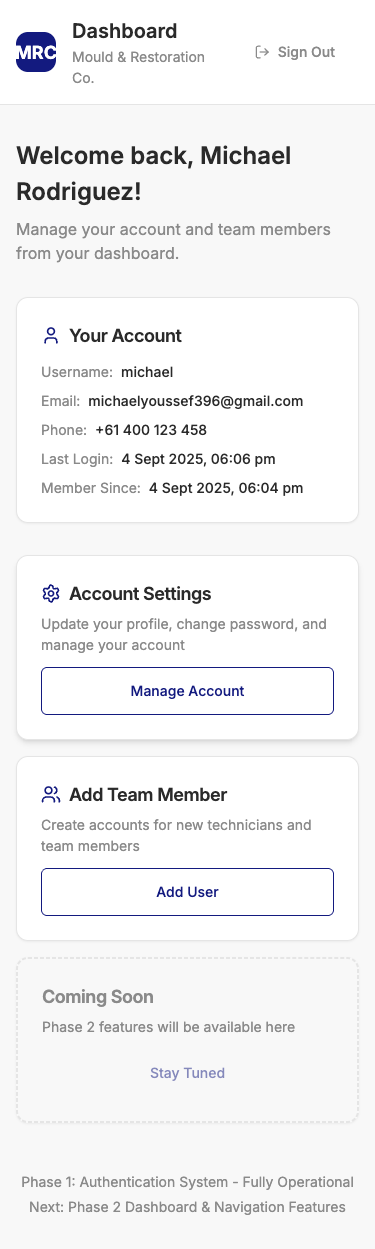 MRC
Dashboard
Mould & Restoration
Co.
Sign Out
Welcome back, Michael
Rodriguez!
Manage your account and team members
from your dashboard.
Your Account
Username: michael
Email: michaelyoussef396@gmail.com
Phone: +61 400 123 458
Last Login: 4 Sept 2025, 06:06 pm
Member Since: 4 Sept 2025, 06:04 pm
Account Settings
Update your profile, change password, and
manage your account
Manage Account
Add Team Member
Create accounts for new technicians and
team members
Add User
Coming Soon
Phase 2 features will be available here
Stay Tuned
Phase 1: Authentication System - Fully Operational
Next: Phase 2 Dashboard & Navigation Features